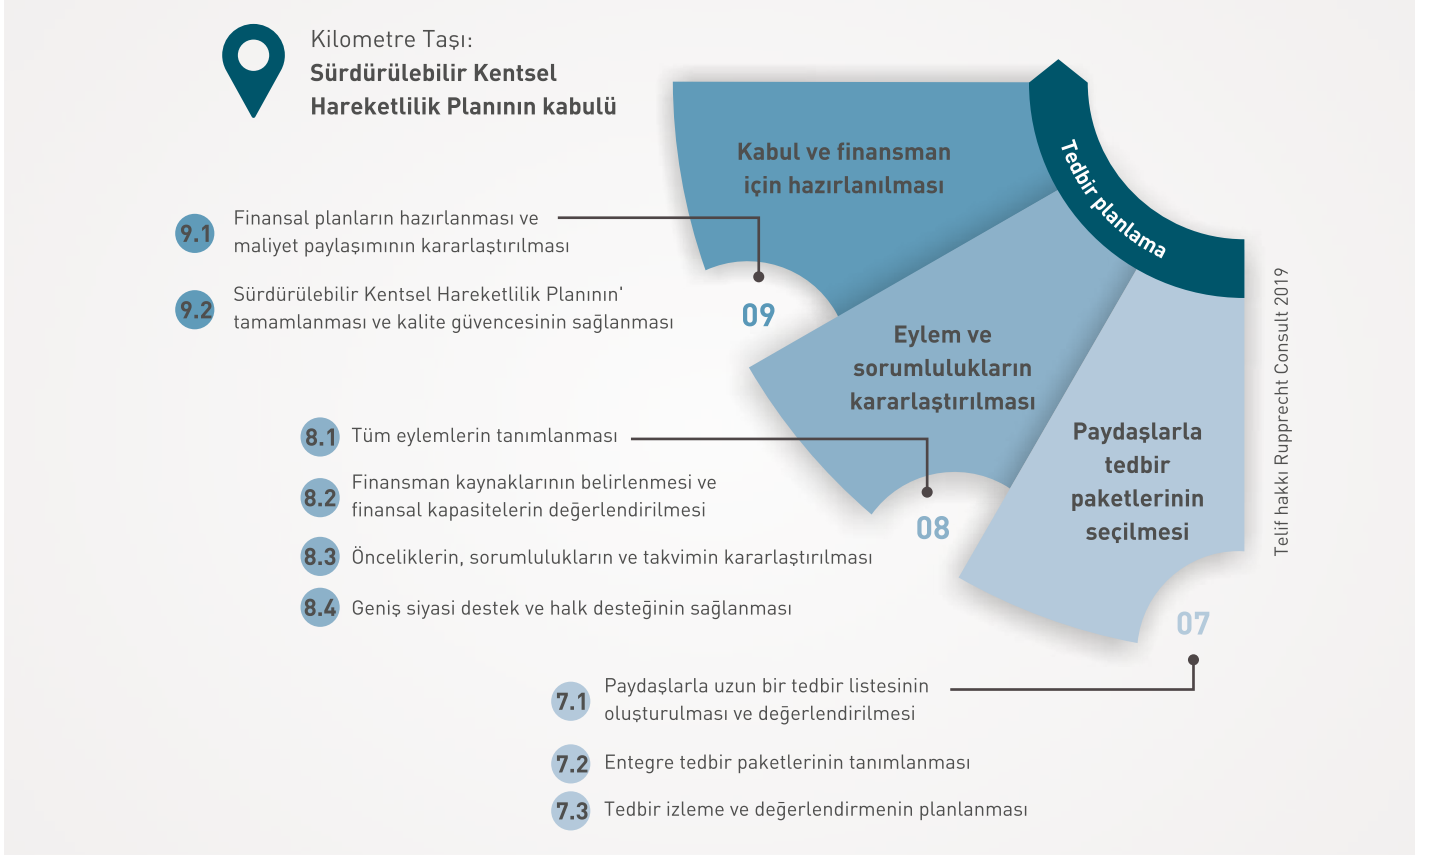 Kilometre Taşı:
Sürdürülebilir Kentsel
Hareketlilik Planının kabulü
Kabul ve finansman
için hazırlanılması
Tedbir planlama
9.1
Finansal planların hazırlanması ve
maliyet paylaşımının kararlaştırılması
9.2
Sürdürülebilir Kentsel Hareketlilik Planının'
tamamlanması ve kalite güvencesinin sağlanması
09
Eylem ve
sorumlulukların
kararlaştırılması
8.1
Tüm eylemlerin tanımlanması
8.2
Finansman kaynaklarının belirlenmesi ve
finansal kapasitelerin değerlendirilmesi
8.3
Önceliklerin, sorumlulukların ve takvimin kararlaştırılması
8.4
Geniş siyasi destek ve halk desteğinin sağlanması
08
Paydaşlarla
tedbir
paketlerinin
seçilmesi
07
7.1
Paydaşlarla uzun bir tedbir listesinin
oluşturulması ve değerlendirilmesi
7.2
Entegre tedbir paketlerinin tanımlanması
7.3
Tedbir izleme ve değerlendirmenin planlanması
Telif hakkı Rupprecht Consult 2019